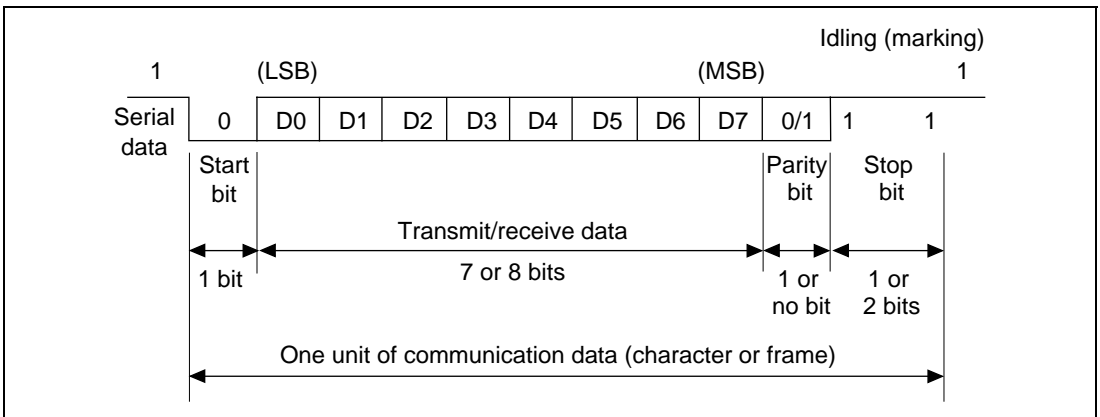 Idling (marking)
1 (LSB) (MSB) 1
Serial data
0 D0 D1 D2 D3 D4 D5 D6 D7 0/1 1 1
Start bit
Parity bit
Stop bit
Transmit/receive data
1 bit
7 or 8 bits
1 or no bit
1 or 2 bits
One unit of communication data (character or frame)